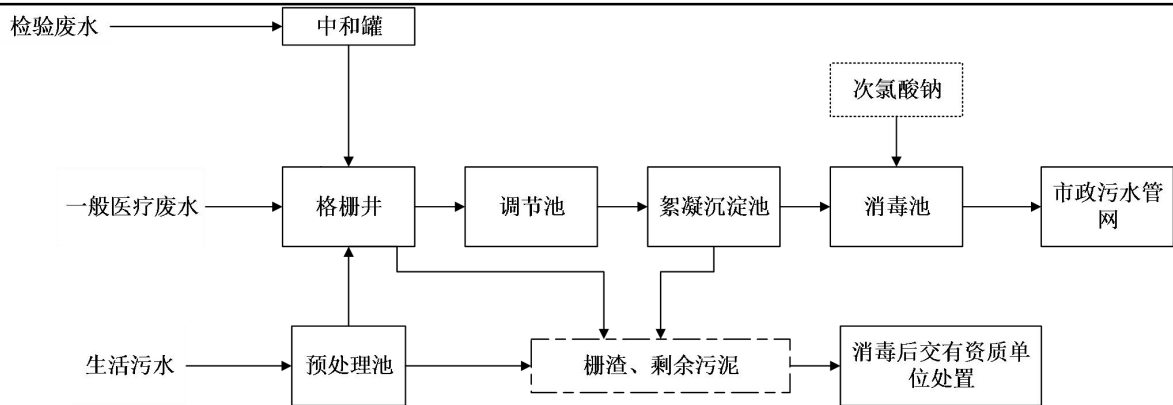 检验废水
中和罐
次氯酸钠
一般医疗废水
格栅井
调节池
絮凝沉淀池
消毒池
市政污水管
网
生活污水
预处理池
栅渣、剩余污泥
消毒后交有资质单
位处置